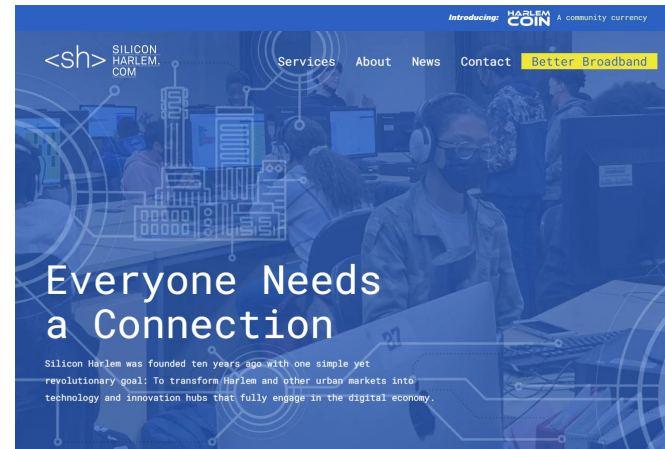 Introducing: HARLEM COIN A community currency
<sh> SILICON HARLEM. COM
Services About News Contact Better Broadband
Everyone Needs
a Connection
Silicon Harlem was founded ten years ago with one simple yet
revolutionary goal: To transform Harlem and other urban markets into
technology and innovation hubs that fully engage in the digital economy.
27